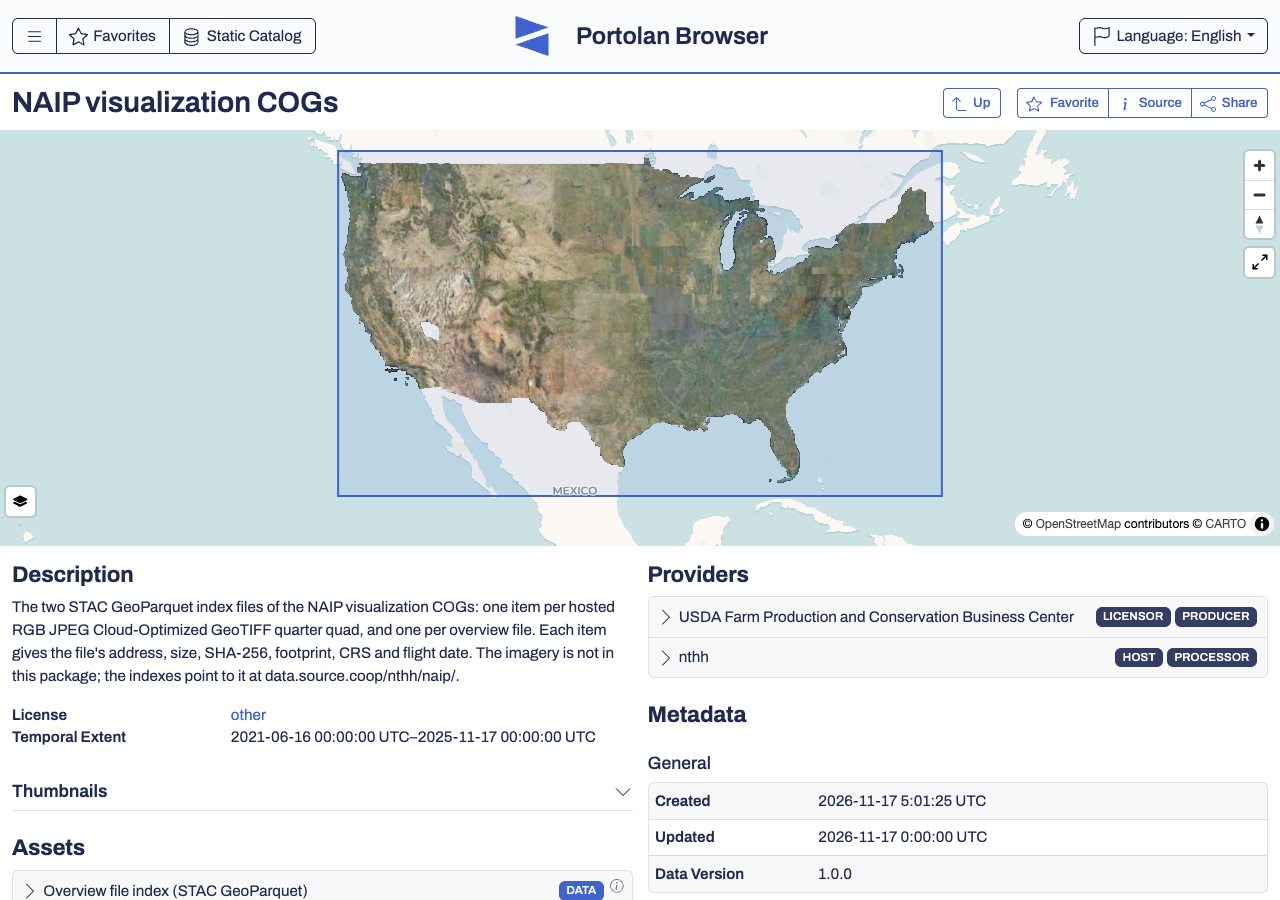 Favorites
Static Catalog
Portolan Browser
Language: English
NAIP visualization COGs
Up
Favorite
Source
Share
MEXICO
© OpenStreetMap contributors © CARTO
Description
The two STAC GeoParquet index files of the NAIP visualization COGs: one item per hosted
RGB JPEG Cloud-Optimized GeoTIFF quarter quad, and one per overview file. Each item
gives the file's address, size, SHA-256, footprint, CRS and flight date. The imagery is not in
this package; the indexes point to it at data.source.coop/nthh/naip/.
License other
Temporal Extent 2021-06-16 00:00:00 UTC–2025-11-17 00:00:00 UTC
Thumbnails
Assets
Overview file index (STAC GeoParquet) DATA
Providers
USDA Farm Production and Conservation Business Center LICENSOR PRODUCER
nthh HOST PROCESSOR
Metadata
General
Created 2026-11-17 5:01:25 UTC
Updated 2026-11-17 0:00:00 UTC
Data Version 1.0.0